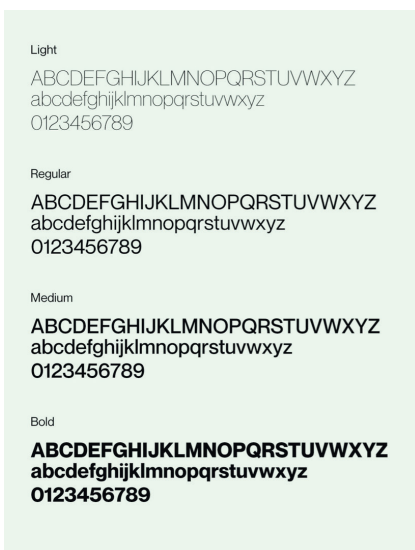 Light
ABCDEFGHIJKLMNOPQRSTUVWXYZ
abcdefghijklmnopqrstuvwxyz
0123456789
Regular
ABCDEFGHIJKLMNOPQRSTUVWXYZ
abcdefghijklmnopqrstuvwxyz
0123456789
Medium
ABCDEFGHIJKLMNOPQRSTUVWXYZ
abcdefghijklmnopqrstuvwxyz
0123456789
Bold
ABCDEFGHIJKLMNOPQRSTUVWXYZ
abcdefghijklmnopqrstuvwxyz
0123456789